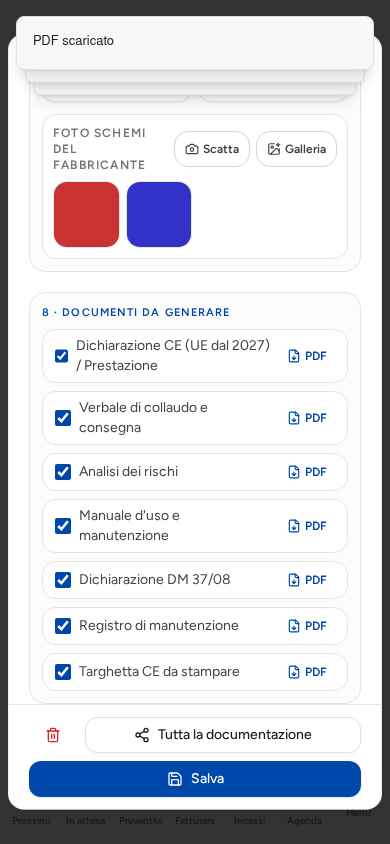 PDF scaricato
FOTO SCHEMI
DEL
FABBRICANTE
Scatta
Galleria
8 · DOCUMENTI DA GENERARE
Dichiarazione CE (UE dal 2027)
/ Prestazione
PDF
Verbale di collaudo e
consegna
PDF
Analisi dei rischi
PDF
Manuale d'uso e
manutenzione
PDF
Dichiarazione DM 37/08
PDF
Registro di manutenzione
PDF
Targhetta CE da stampare
PDF
Tutta la documentazione
Salva
In attesa
Preventivi
Fatturare
Incassi
Agenda